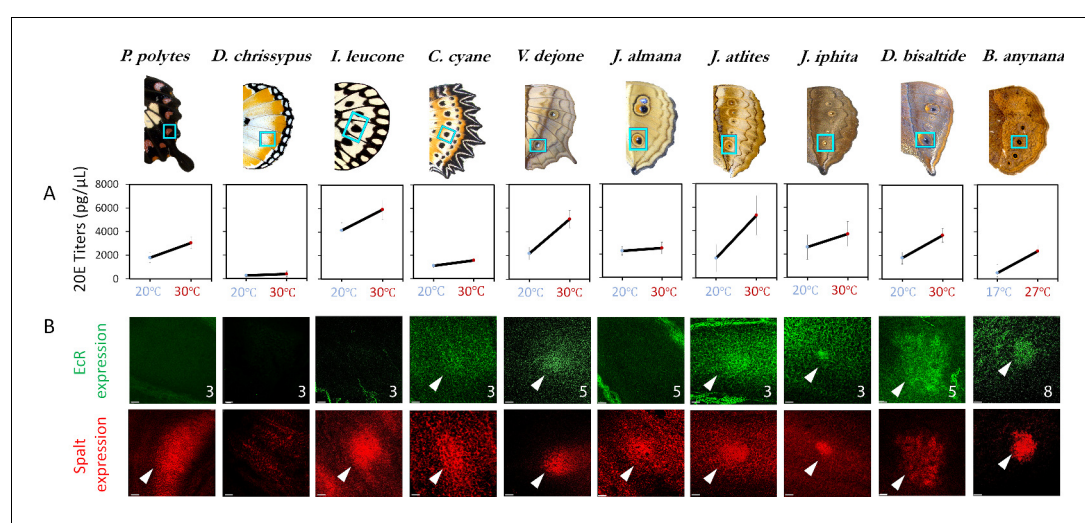 P. polytes D. chrissypus I. leucone C. cyane V. dejone J. almana J. atlites J. iphita D. bisaltide B. anynana
A
20E Titers (pg/µL)
8000
6000
4000
2000
0
20°C 30°C 20°C 30°C 20°C 30°C 20°C 30°C 20°C 30°C 20°C 30°C 20°C 30°C 20°C 30°C 20°C 30°C 17°C 27°C
B
EcR
expression
3 3 3 3 5 5 3 3 5 8
Spalt
expression